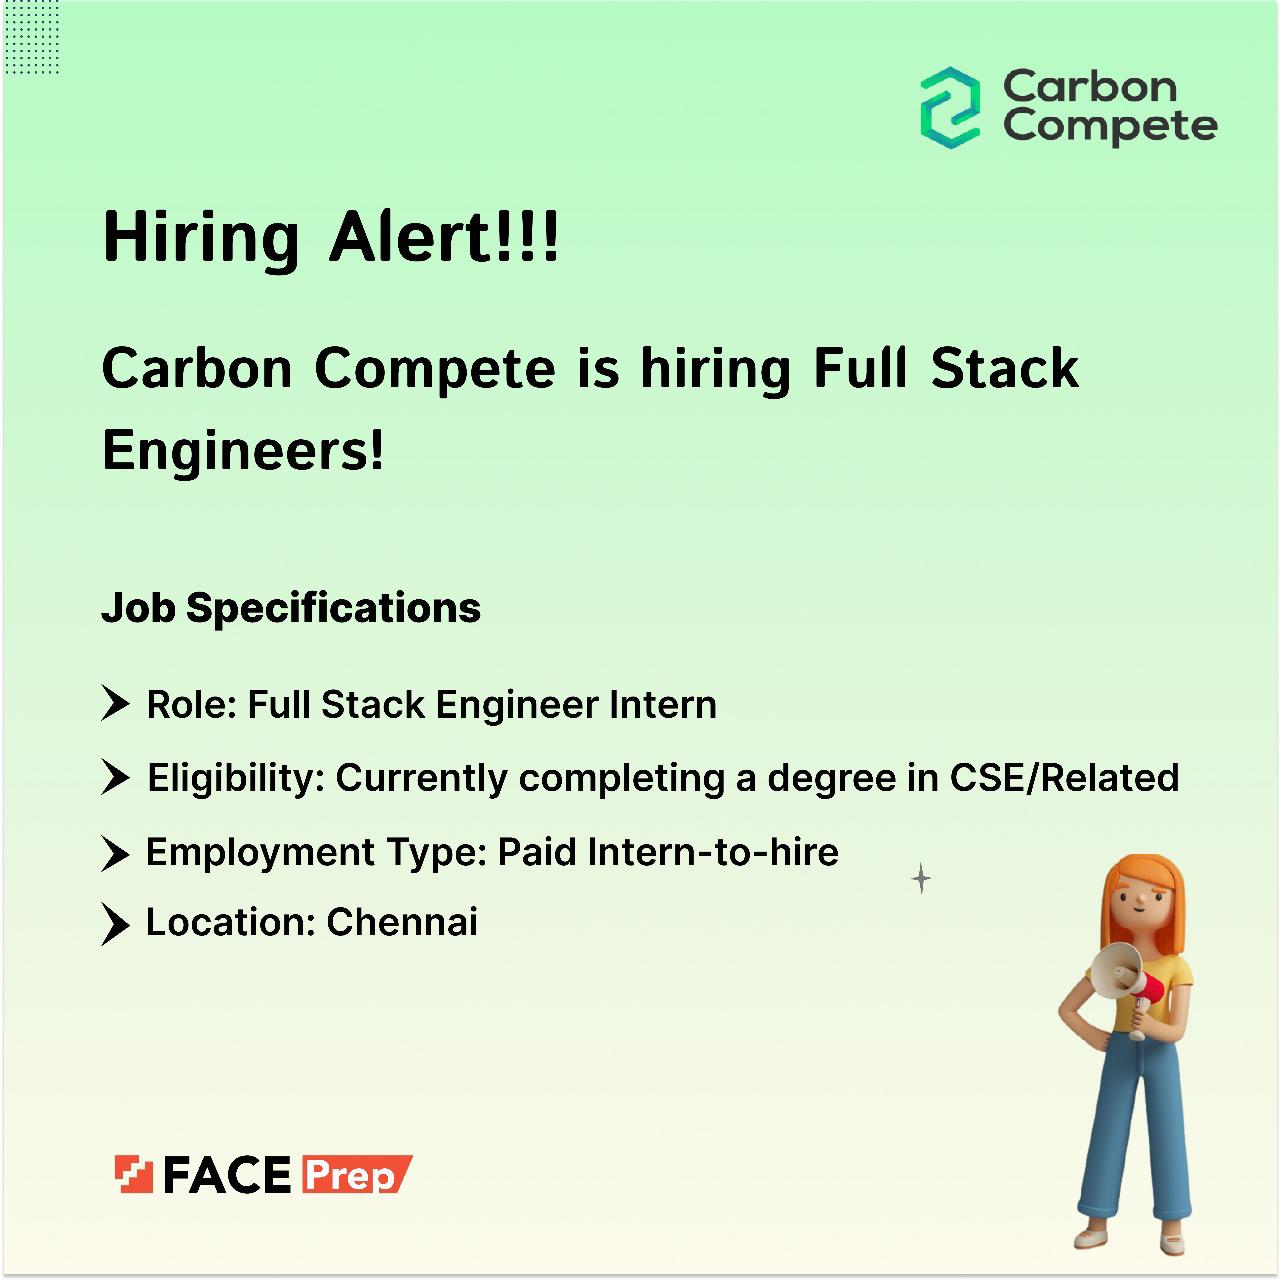 Carbon
Compete
Hiring Alert!!!
Carbon Compete is hiring Full Stack
Engineers!
Job Specifications
Role: Full Stack Engineer Intern
Eligibility: Currently completing a degree in CSE/Related
Employment Type: Paid Intern-to-hire
Location: Chennai
FACE Prep